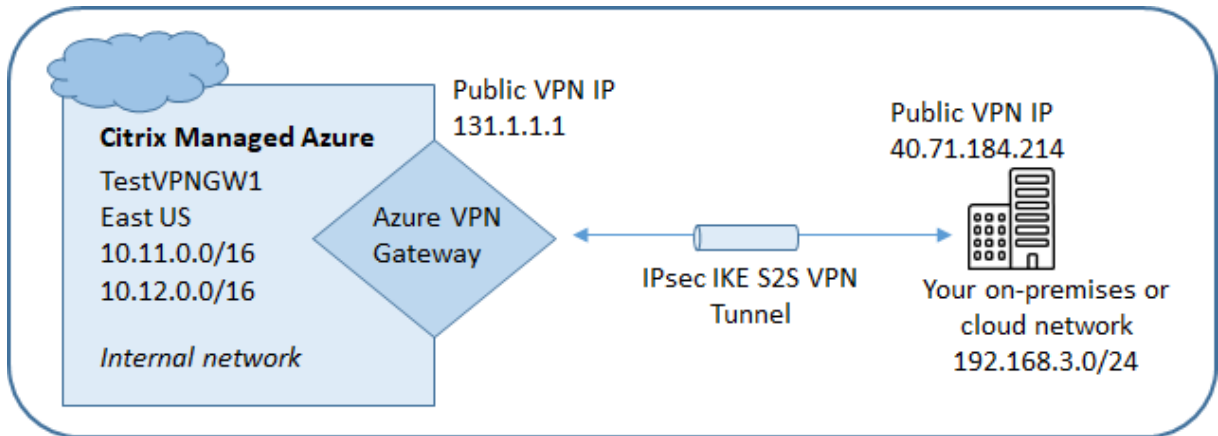 Citrix Managed Azure
TestVPNGW1
East US
10.11.0.0/16
10.12.0.0/16
Internal network
Public VPN IP
131.1.1.1
Azure VPN
Gateway
IPsec IKE S2S VPN
Tunnel
Public VPN IP
40.71.184.214
Your on-premises or
cloud network
192.168.3.0/24